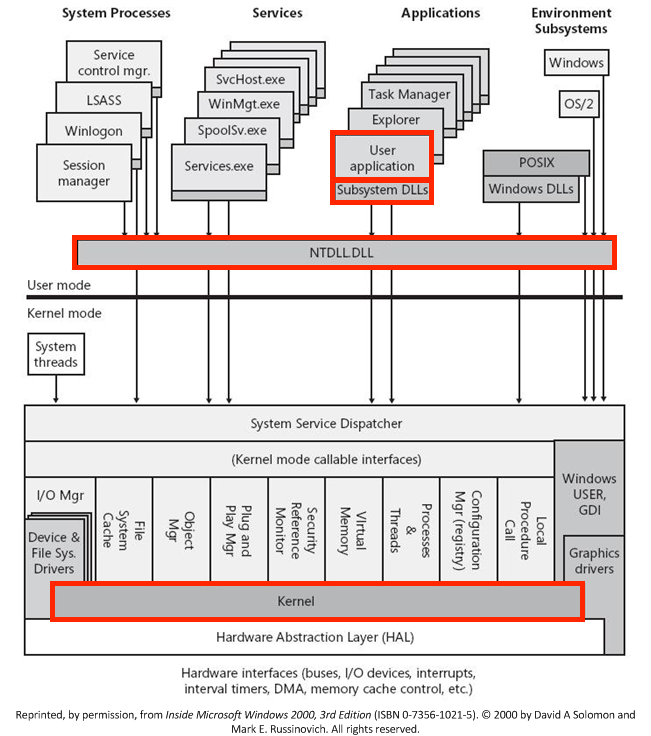 System Processes
Services
Applications
Environment
Subsystems
Service
control mgr.
LSASS
Winlogon
Session
manager
SvcHost.exe
WinMgt.exe
SpoolSv.exe
Services.exe
Task Manager
Explorer
User
application
Subsystem DLLs
Windows
OS/2
POSIX
Windows DLLs
NTDLL.DLL
User mode
Kernel mode
System
threads
System Service Dispatcher
(Kernel mode callable interfaces)
I/O Mgr
Device &
File Sys.
Drivers
File
System
Cache
Object
Mgr
Plug and
Play Mgr
Security
Reference
Monitor
VIrtual
Memory
Processes
&
Threads
Configuration
Mgr (registry)
Local
Procedure
Call
Windows
USER,
GDI
Graphics
drivers
Kernel
Hardware Abstraction Layer (HAL)
Hardware interfaces (buses, I/O devices, interrupts,
interval timers, DMA, memory cache control, etc.)
Reprinted, by permission, from Inside Microsoft Windows 2000, 3rd Edition (ISBN 0-7356-1021-5). © 2000 by David A Solomon and
Mark E. Russinovich. All rights reserved.